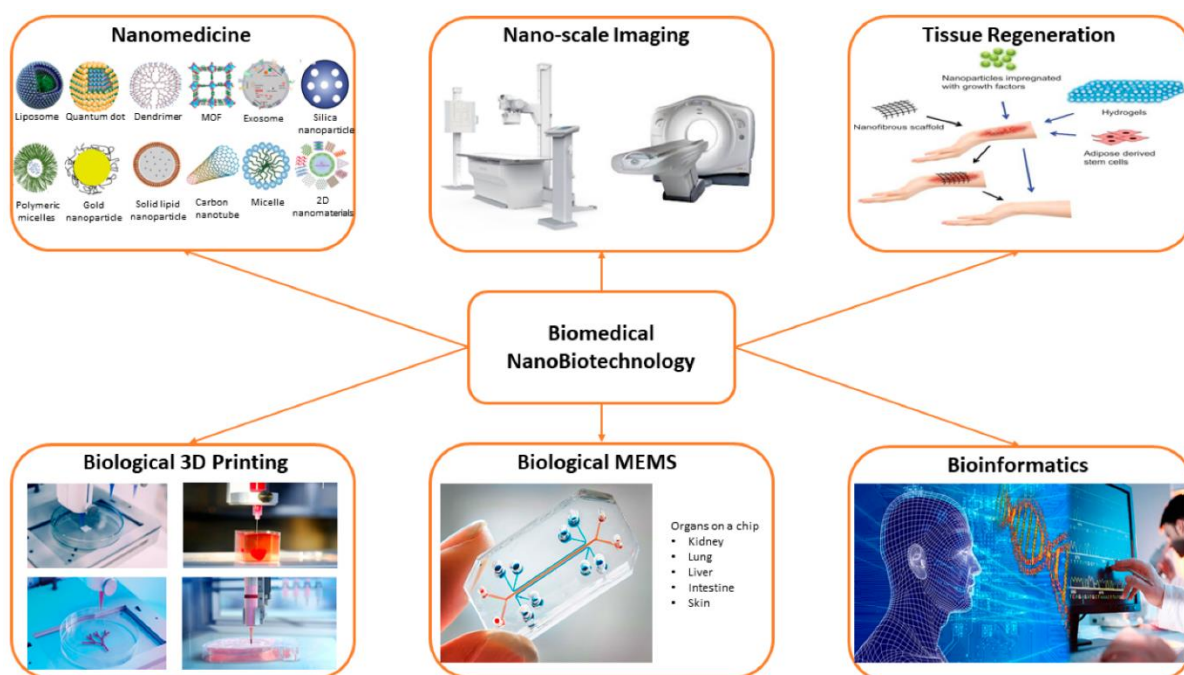 Nanomedicine
Liposome
Quantum dot
Dendrimer
MOF
Exosome
Silica
nanoparticle
Polymeric
micelles
Gold
nanoparticle
Solid lipid
nanoparticle
Carbon
nanotube
Micelle
2D
nanomaterials
Nano-scale Imaging
Tissue Regeneration
Nanoparticles impregnated
with growth factors
Nanofibrous scaffold
Hydrogels
Adipose derived
stem cells
Biomedical
NanoBiotechnology
Biological 3D Printing
Biological MEMS
Organs on a chip
• Kidney
• Lung
• Liver
• Intestine
• Skin
Bioinformatics